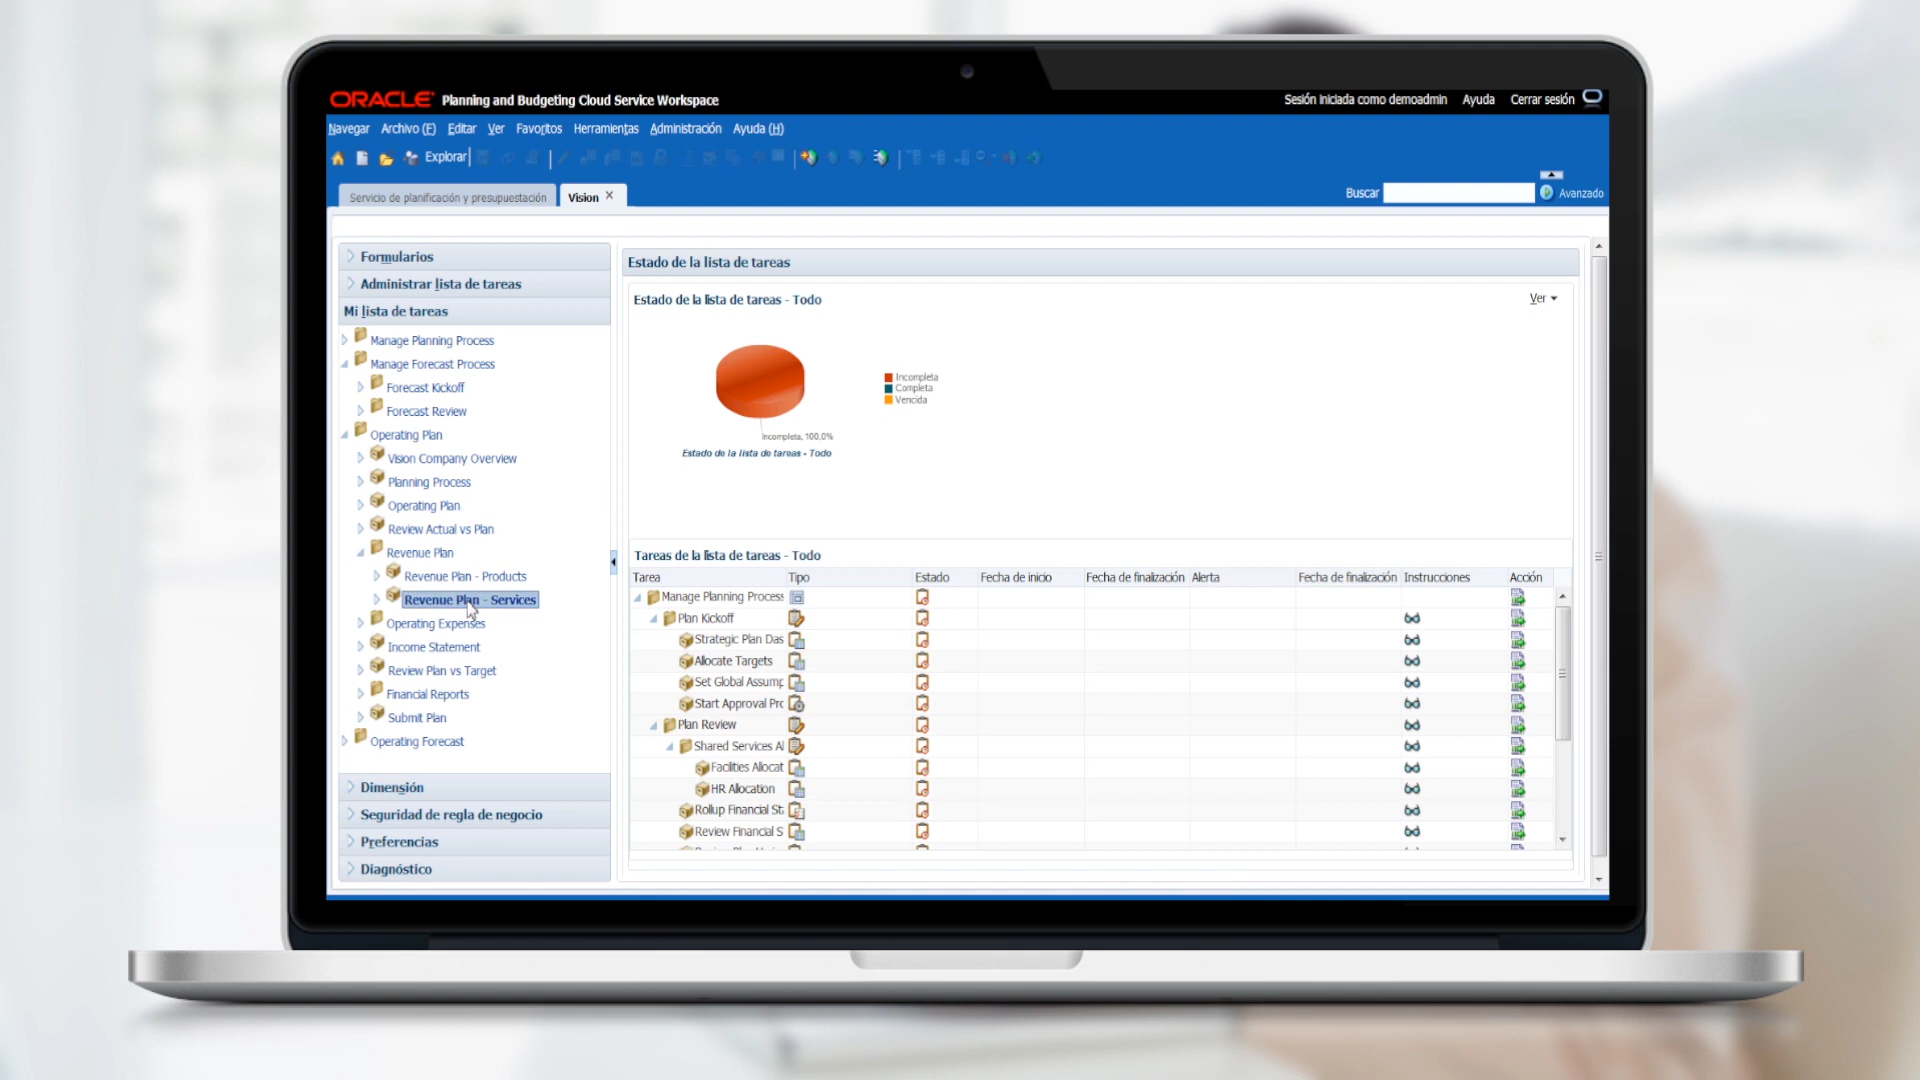 ORACLE Planning and Budgeting Cloud Service Workspace
Sesión iniciada como demoadmin Ayuda Cerrar sesión
Navegar Archivo (F) Editar Ver Favoritos Herramientas Administración Ayuda (H)
Explorar
Servicio de planificación y presupuestación Vision
Buscar Avanzado
Formularios
Administrar lista de tareas
Mi lista de tareas
Manage Planning Process
Manage Forecast Process
Forecast Kickoff
Forecast Review
Operating Plan
Vision Company Overview
Planning Process
Operating Plan
Review Actual vs Plan
Revenue Plan
Revenue Plan - Products
Revenue Plan - Services
Operating Expenses
Income Statement
Review Plan vs Target
Financial Reports
Submit Plan
Operating Forecast
Dimensión
Seguridad de regla de negocio
Preferencias
Diagnóstico
Estado de la lista de tareas
Estado de la lista de tareas - Todo
Ver
Incompleta
Completa
Vencida
Incompleta, 100,0%
Estado de la lista de tareas - Todo
Tareas de la lista de tareas - Todo
Tarea Tipo Estado Fecha de inicio Fecha de finalización Alerta Fecha de finalización Instrucciones Acción
Manage Planning Process
Plan Kickoff
Strategic Plan Das
Allocate Targets
Set Global Assump
Start Approval Prc
Plan Review
Shared Services Al
Facilities Allocat
HR Allocation
Rollup Financial St
Review Financial S